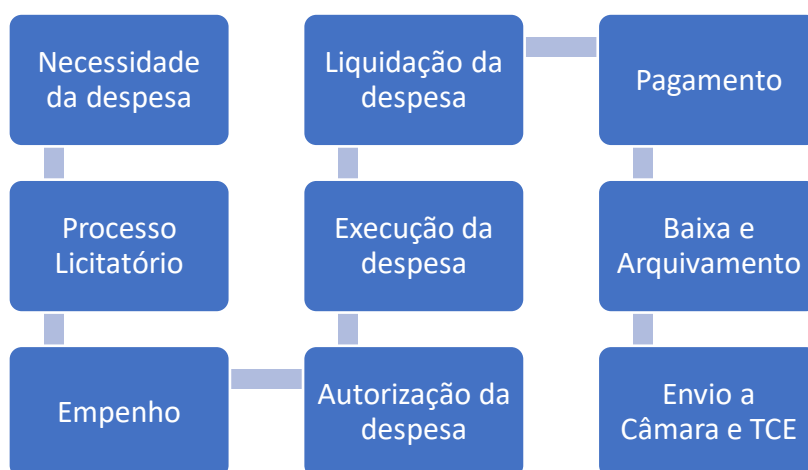 Necessidade
da despesa
Processo
Licitatório
Empenho
Autorização da
despesa
Execução da
despesa
Liquidação da
despesa
Pagamento
Baixa e
Arquivamento
Envio a
Câmara e TCE